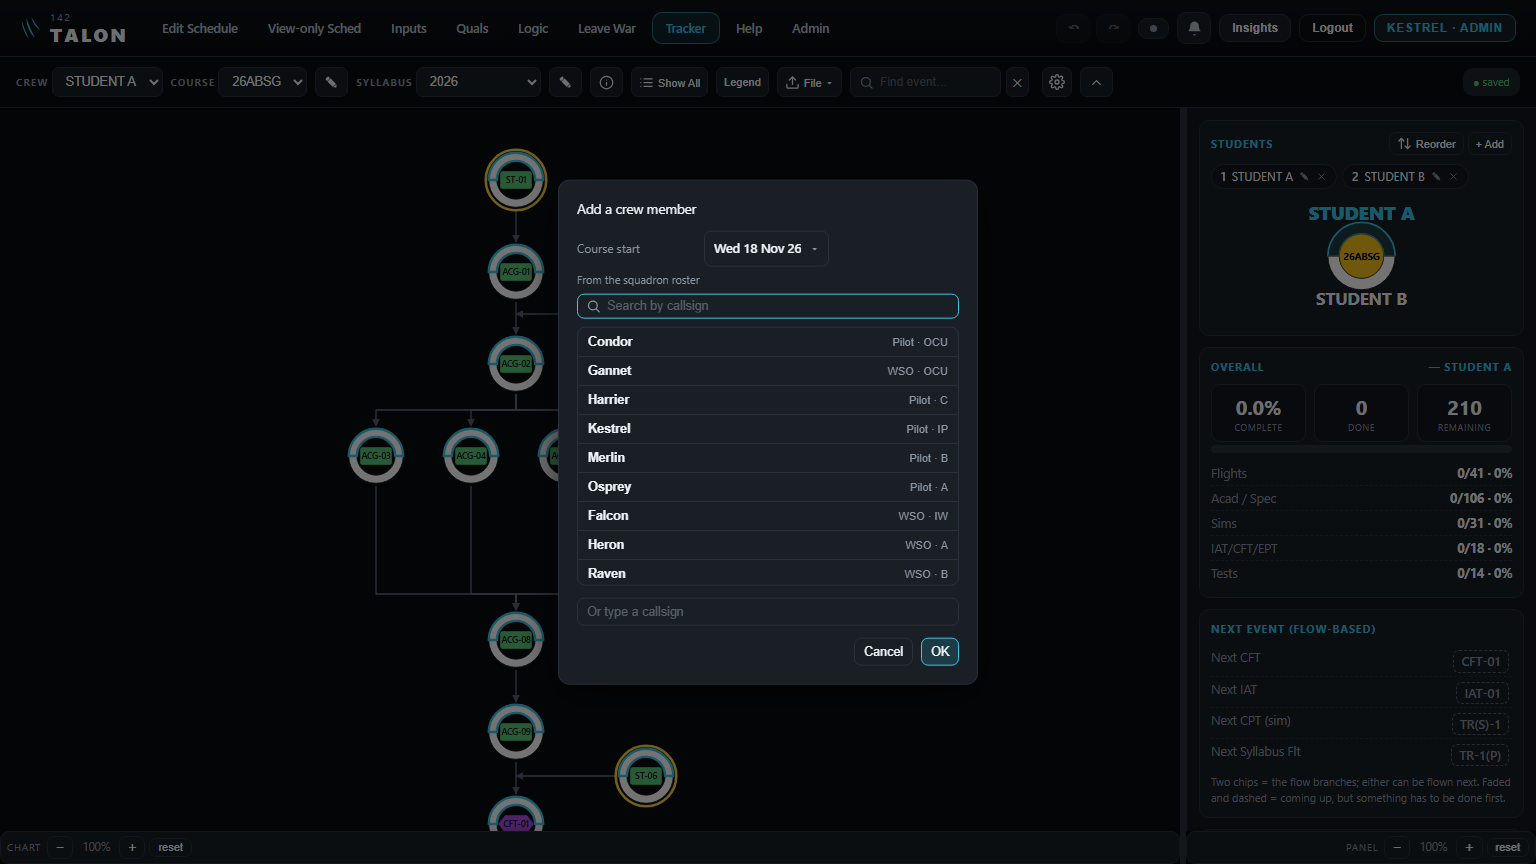 142
TALON
Edit Schedule
View-only Sched
Inputs
Quals
Logic
Leave War
Tracker
Help
Admin
Insights
Logout
KESTREL · ADMIN
CREW
STUDENT A
COURSE
26ABSG
SYLLABUS
2026
Show All
Legend
File
Find event...
saved
ST-01
ACG-01
ACG-02
ACG-03
ACG-04
ACG-08
ACG-09
ST-06
CFT-01
Add a crew member
Course start
Wed 18 Nov 26
From the squadron roster
Search by callsign
Condor
Pilot · OCU
Gannet
WSO · OCU
Harrier
Pilot · C
Kestrel
Pilot · IP
Merlin
Pilot · B
Osprey
Pilot · A
Falcon
WSO · IW
Heron
WSO · A
Raven
WSO · B
Or type a callsign
Cancel
OK
STUDENTS
Reorder
+ Add
1 STUDENT A
2 STUDENT B
STUDENT A
26ABSG
STUDENT B
OVERALL
— STUDENT A
0.0%
COMPLETE
0
DONE
210
REMAINING
Flights
0/41 · 0%
Acad / Spec
0/106 · 0%
Sims
0/31 · 0%
IAT/CFT/EPT
0/18 · 0%
Tests
0/14 · 0%
NEXT EVENT (FLOW-BASED)
Next CFT
CFT-01
Next IAT
IAT-01
Next CPT (sim)
TR(S)-1
Next Syllabus Flt
TR-1(P)
Two chips = the flow branches; either can be flown next. Faded
and dashed = coming up, but something has to be done first.
CHART
− 100% +
reset
PANEL
− 100% +
reset